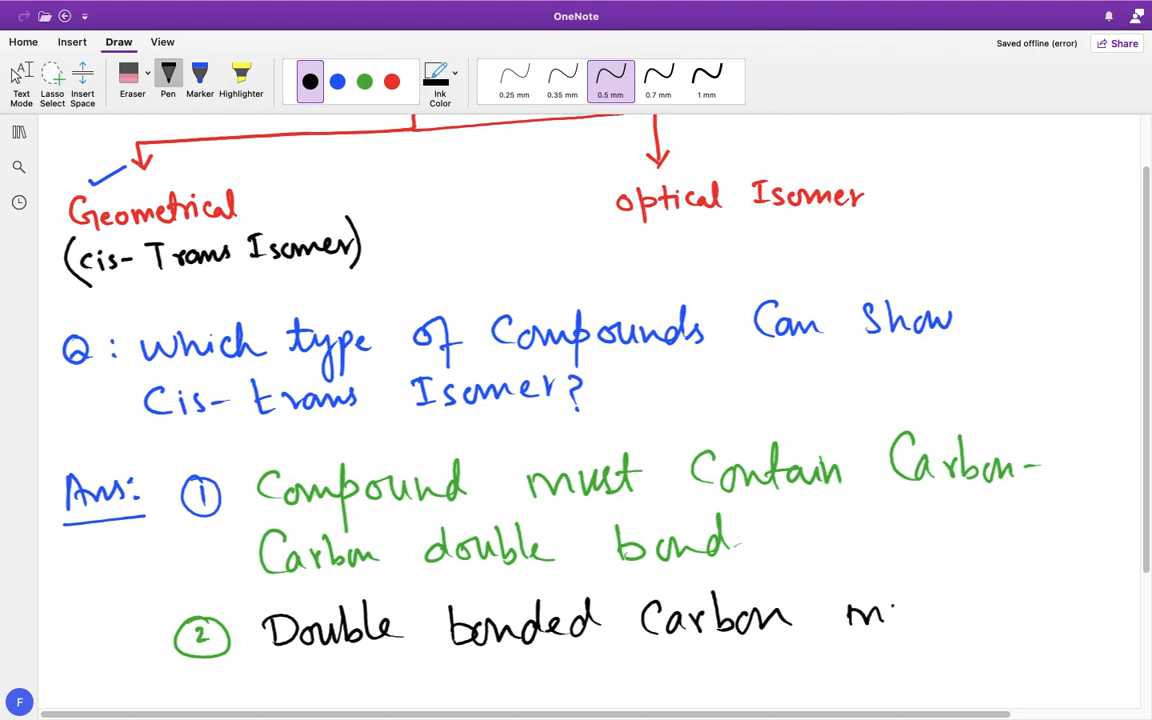 OneNote
Home Insert Draw View
Saved offline (error) Share
Text Mode
Lasso Select
Insert Space
Eraser
Pen
Marker
Highlighter
Ink Color
0.25 mm
0.35 mm
0.5 mm
0.7 mm
1 mm
Geometrical
optical Isomer
(cis- Trans Isomer)
Q: Which type of Compounds Can show
Cis- trans Isomer?
Ans: 1 Compound must Contain Carbon-
Carbon double bond.
2 Double bonded Carbon m
F